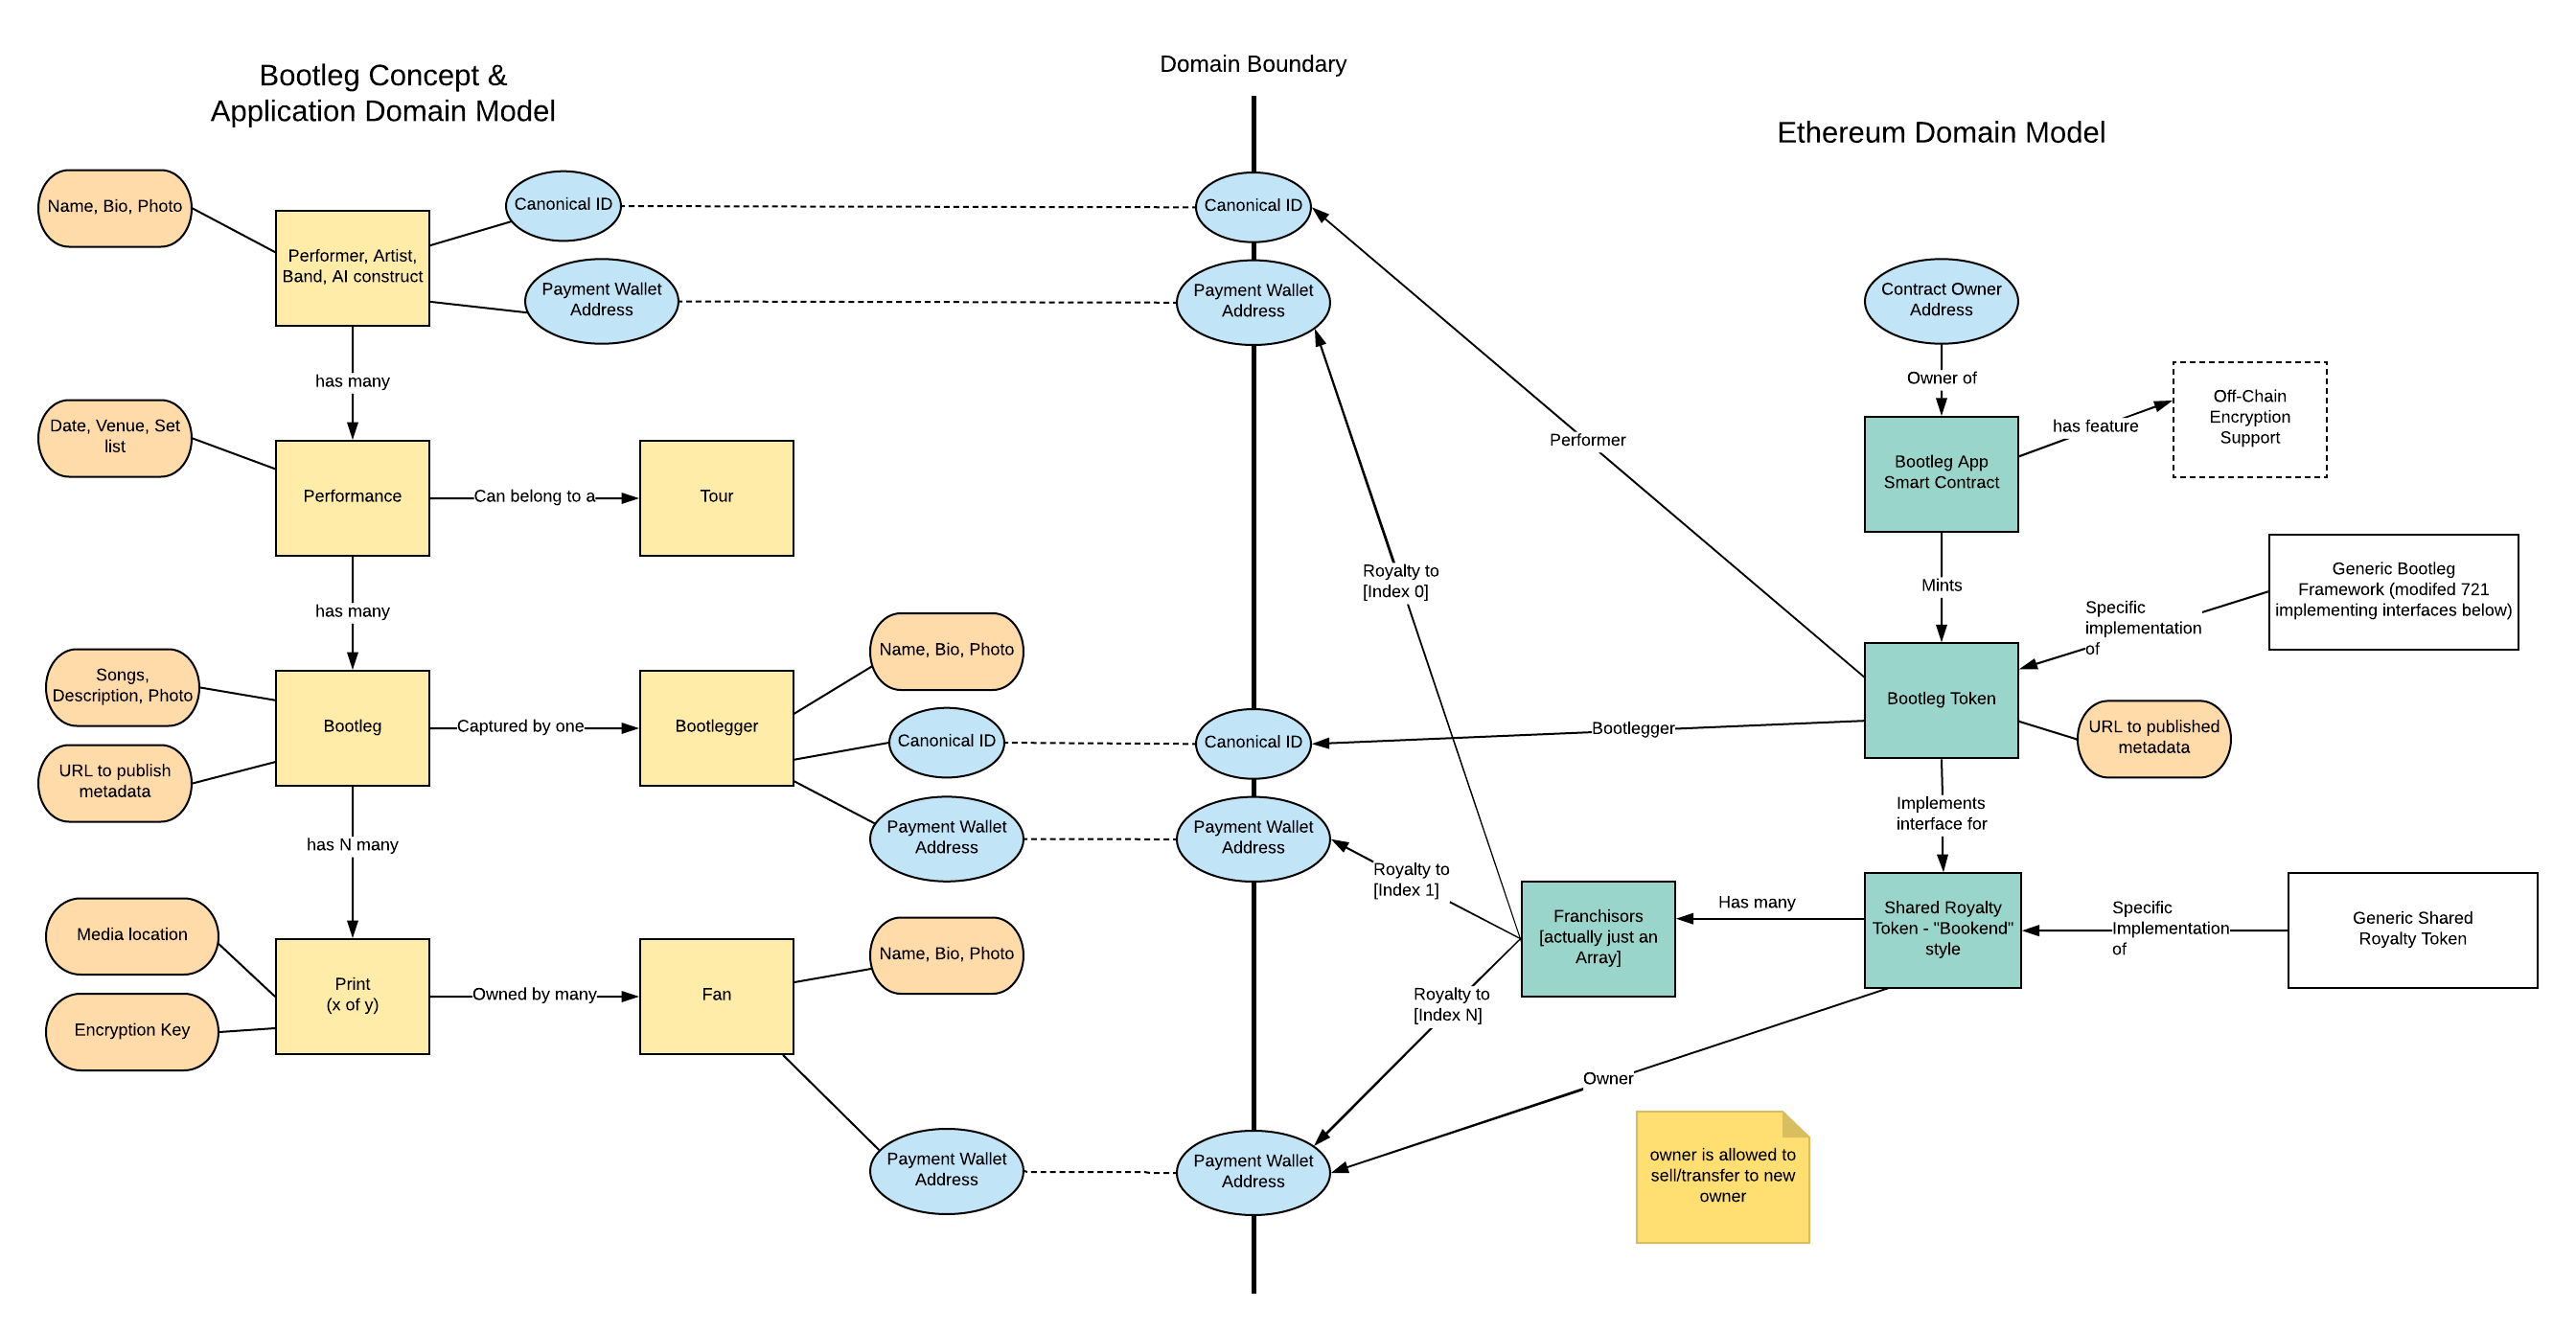 Bootleg Concept &
Application Domain Model
Domain Boundary
Ethereum Domain Model
Name, Bio, Photo
Performer, Artist,
Band, AI construct
Canonical ID
Payment Wallet
Address
Canonical ID
Payment Wallet
Address
Contract Owner
Address
has many
Owner of
Date, Venue, Set
list
Performance
Can belong to a
Tour
Performer
Bootleg App
Smart Contract
has feature
Off-Chain
Encryption
Support
has many
Royalty to
[Index 0]
Mints
Specific
implementation
of
Generic Bootleg
Framework (modifed 721
implementing interfaces below)
Songs,
Description, Photo
URL to publish
metadata
Bootleg
Captured by one
Bootlegger
Name, Bio, Photo
Canonical ID
Payment Wallet
Address
Canonical ID
Payment Wallet
Address
Bootlegger
Bootleg Token
URL to published
metadata
has N many
Implements
interface for
Royalty to
[Index 1]
Media location
Encryption Key
Print
(x of y)
Owned by many
Fan
Name, Bio, Photo
Royalty to
[Index N]
Franchisors
[actually just an
Array]
Has many
Shared Royalty
Token - "Bookend"
style
Specific
Implementation
of
Generic Shared
Royalty Token
Owner
Payment Wallet
Address
Payment Wallet
Address
owner is allowed to
sell/transfer to new
owner